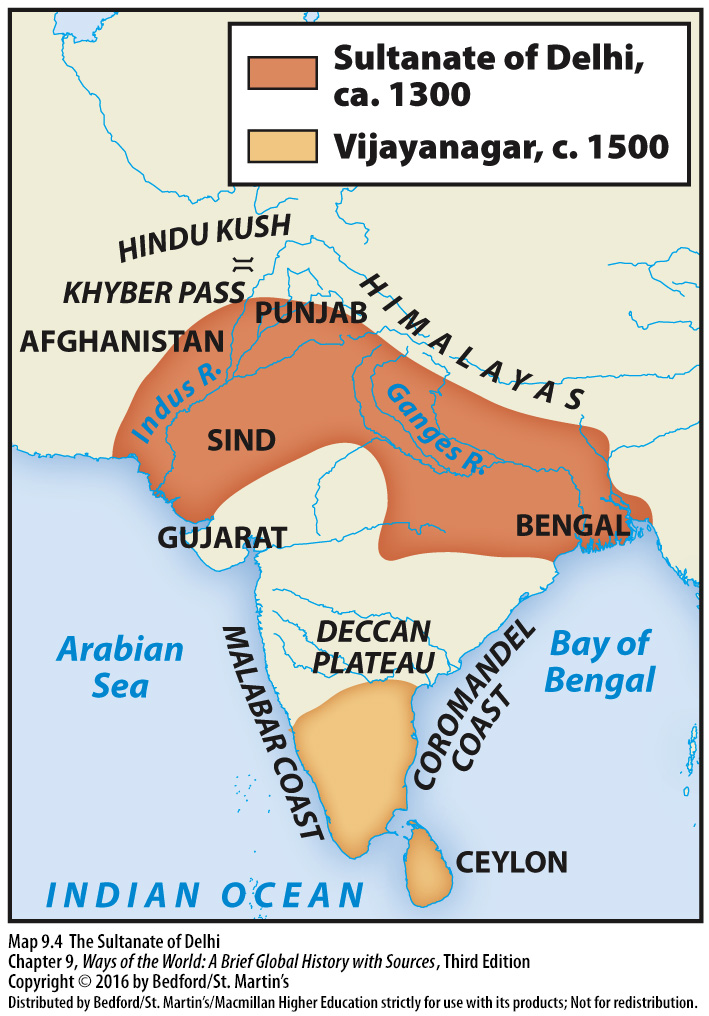 Sultanate of Delhi,
ca. 1300
Vijayanagar, c. 1500
HINDU KUSH
KHYBER PASS
PUNJAB
HIMALAYAS
AFGHANISTAN
Indus R.
Ganges R.
SIND
GUJARAT
BENGAL
Arabian
Sea
DECCAN
PLATEAU
Bay of
Bengal
MALABAR COAST
COROMANDEL
COAST
CEYLON
INDIAN OCEAN
Map 9.4 The Sultanate of Delhi
Chapter 9, Ways of the World: A Brief Global History with Sources, Third Edition
Copyright © 2016 by Bedford/St. Martin's
Distributed by Bedford/St. Martin's/Macmillan Higher Education strictly for use with its products; Not for redistribution.